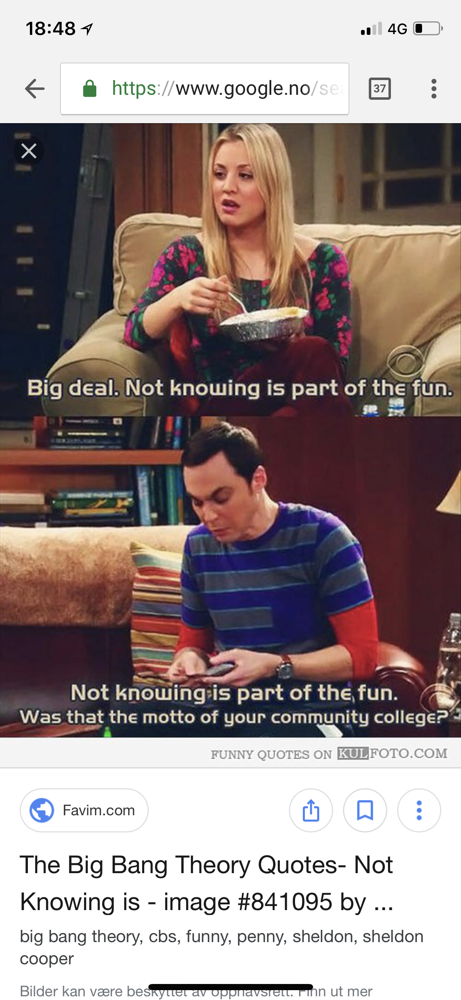 18:48
4G
https://www.google.no/sea
37
Big deal. Not knowing is part of the fun.
Not knowing is part of the fun.
Was that the motto of your community college?
FUNNY QUOTES ON KULFOTO.COM
Favim.com
The Big Bang Theory Quotes- Not
Knowing is - image #841095 by ...
big bang theory, cbs, funny, penny, sheldon, sheldon
cooper
Bilder kan være beskyttet av opphavsrett. Finn ut mer